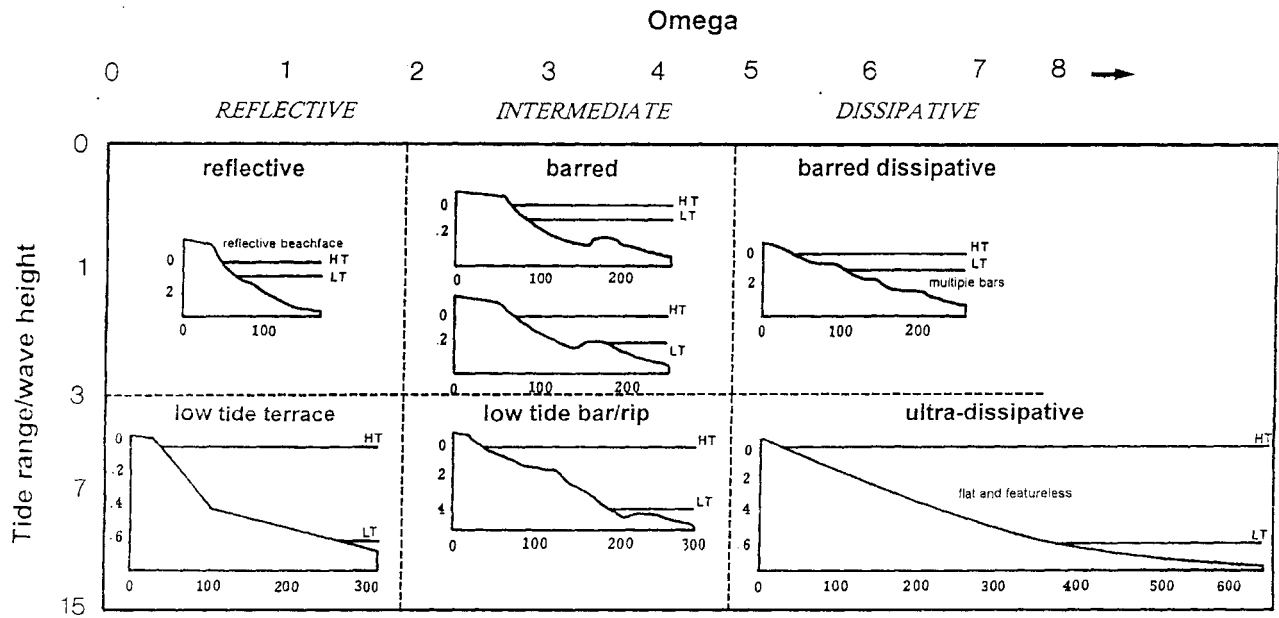 Omega
0 1 2 3 4 5 6 7 8
REFLECTIVE INTERMEDIATE DISSIPATIVE
Tide range/wave height
0
1
3
7
15
reflective
reflective beachface
HT
LT
0
2
0 100
barred
HT
LT
0
.2
0 100 200
HT
LT
0
.2
0 100 200
barred dissipative
HT
LT
multiple bars
0
2
0 100 200
low tide terrace
HT
LT
0
.2
.4
.6
0 100 200 300
low tide bar/rip
HT
LT
0
2
4
0 100 200 300
ultra-dissipative
HT
flat and featureless
LT
0
2
4
.6
0 100 200 300 400 500 600